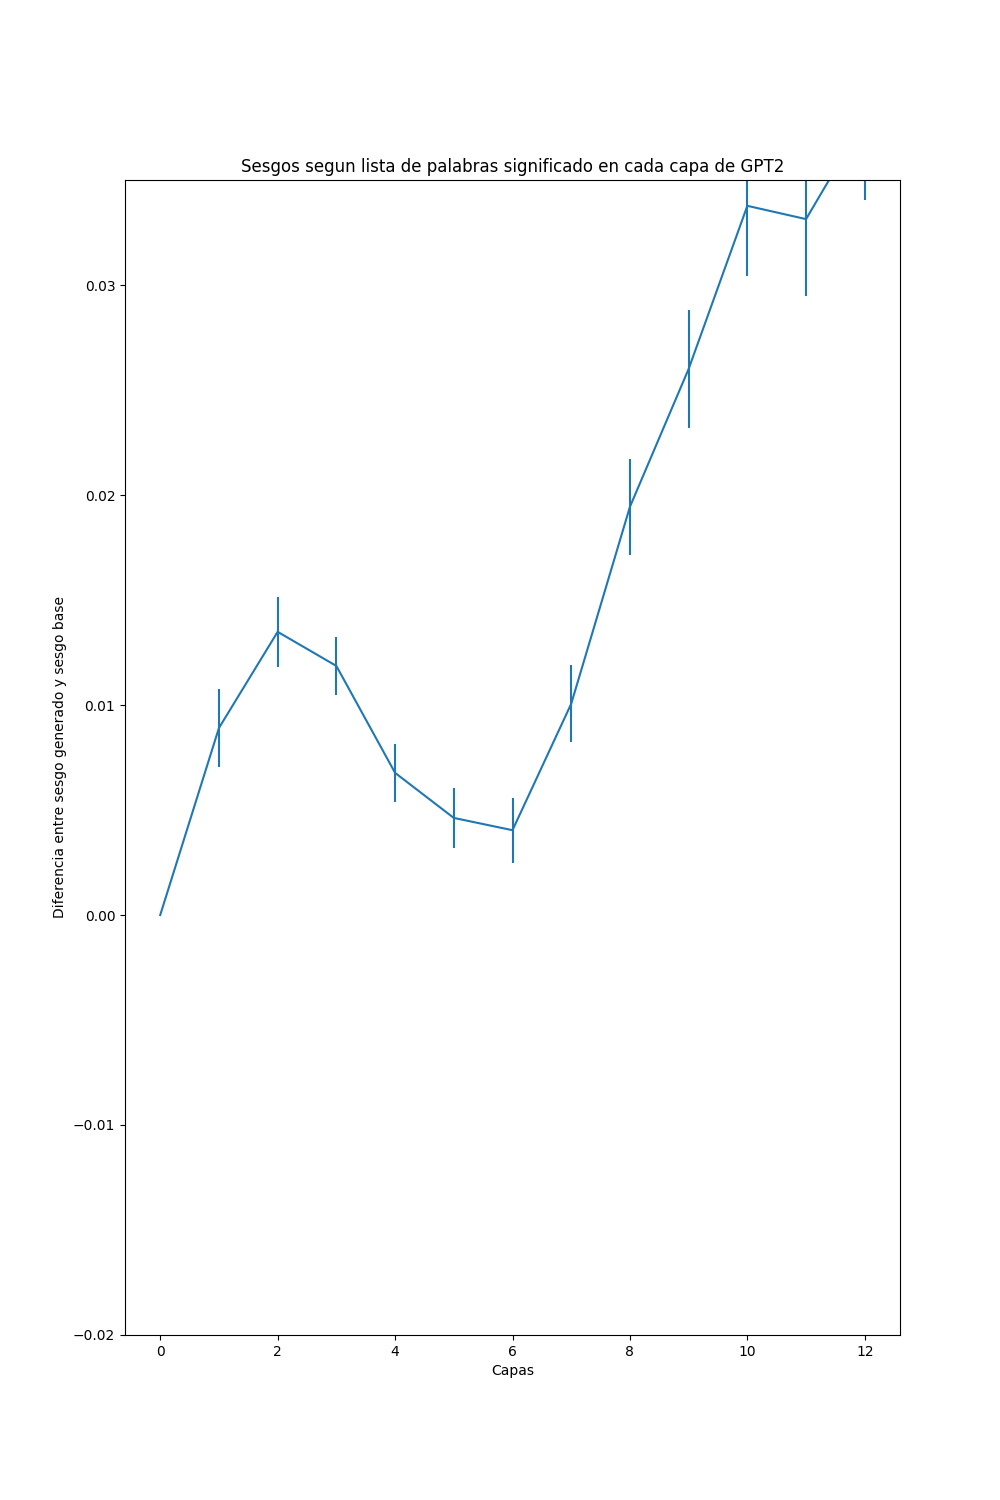 Sesgos segun lista de palabras significado en cada capa de GPT2
Diferencia entre sesgo generado y sesgo base
0.03
0.02
0.01
0.00
−0.01
−0.02
0 2 4 6 8 10 12
Capas